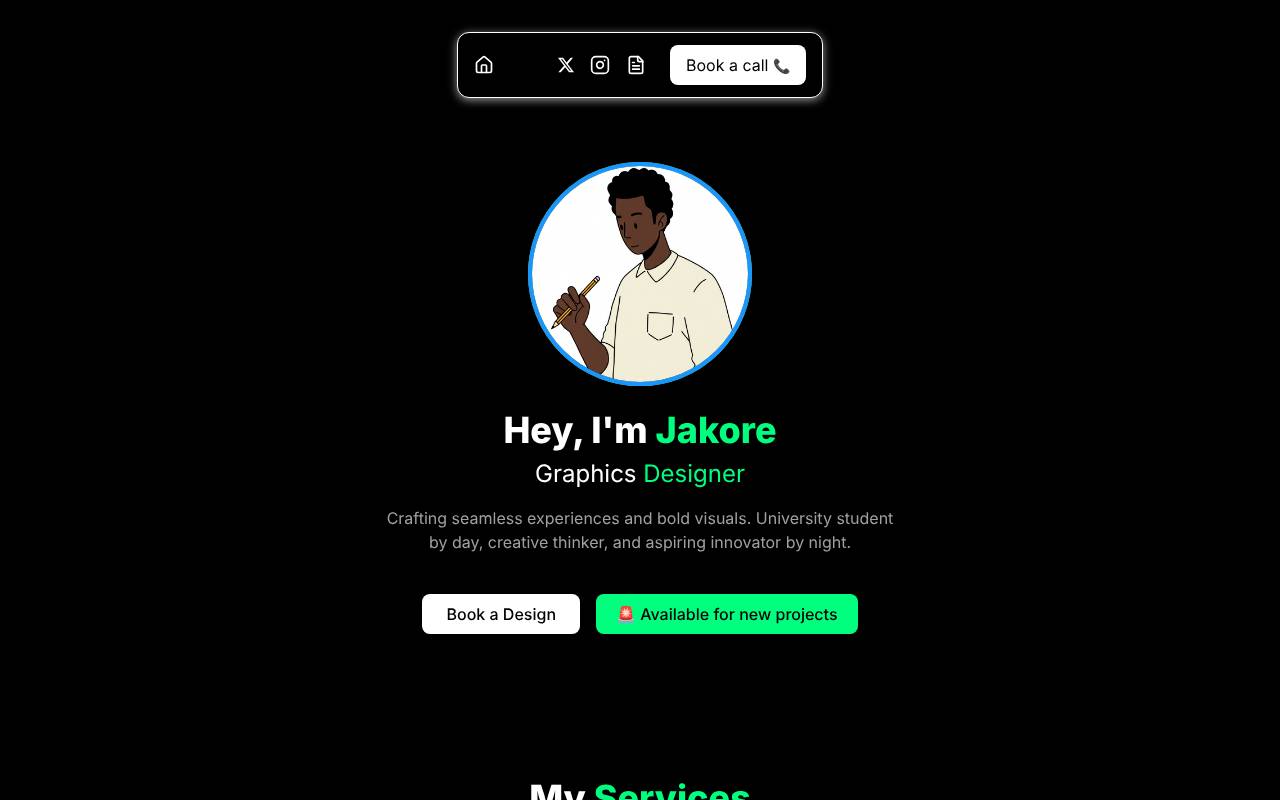 Book a call 📞
Hey, I'm Jakore
Graphics Designer
Crafting seamless experiences and bold visuals. University student
by day, creative thinker, and aspiring innovator by night.
Book a Design
🚨 Available for new projects
My Services